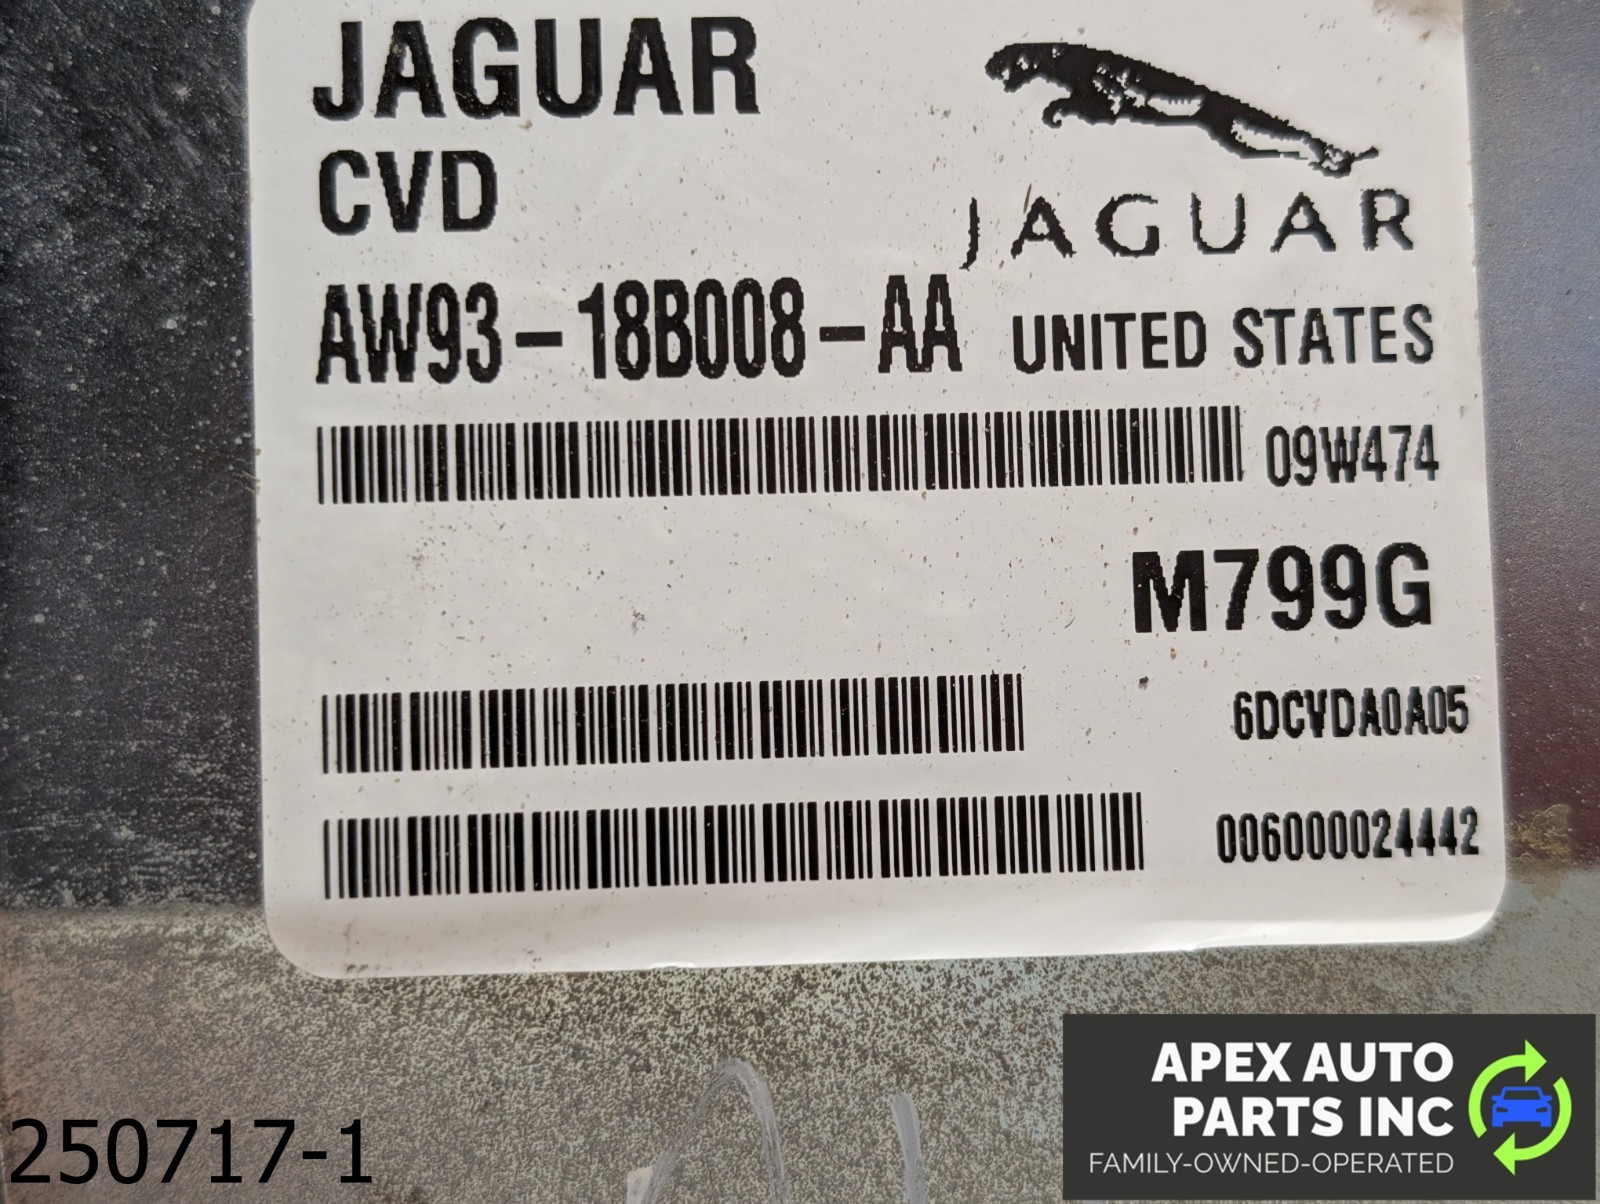 JAGUAR
CVD
JAGUAR
AW93-18B008-AA UNITED STATES
09W474
M799G
6DCVDA0A05
006000024442
250717-1
APEX AUTO
PARTS INC
FAMILY-OWNED-OPERATED